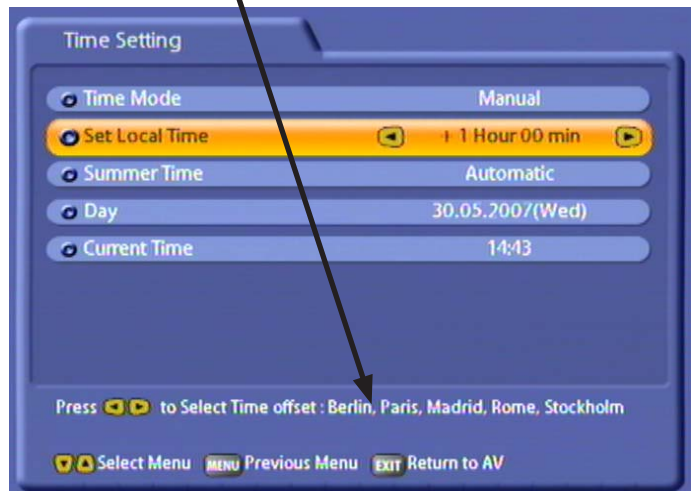 Time Setting
Time Mode Manual
Set Local Time + 1 Hour 00 min
Summer Time Automatic
Day 30.05.2007(Wed)
Current Time 14:43
Press to Select Time offset : Berlin, Paris, Madrid, Rome, Stockholm
Select Menu MENU Previous Menu EXIT Return to AV